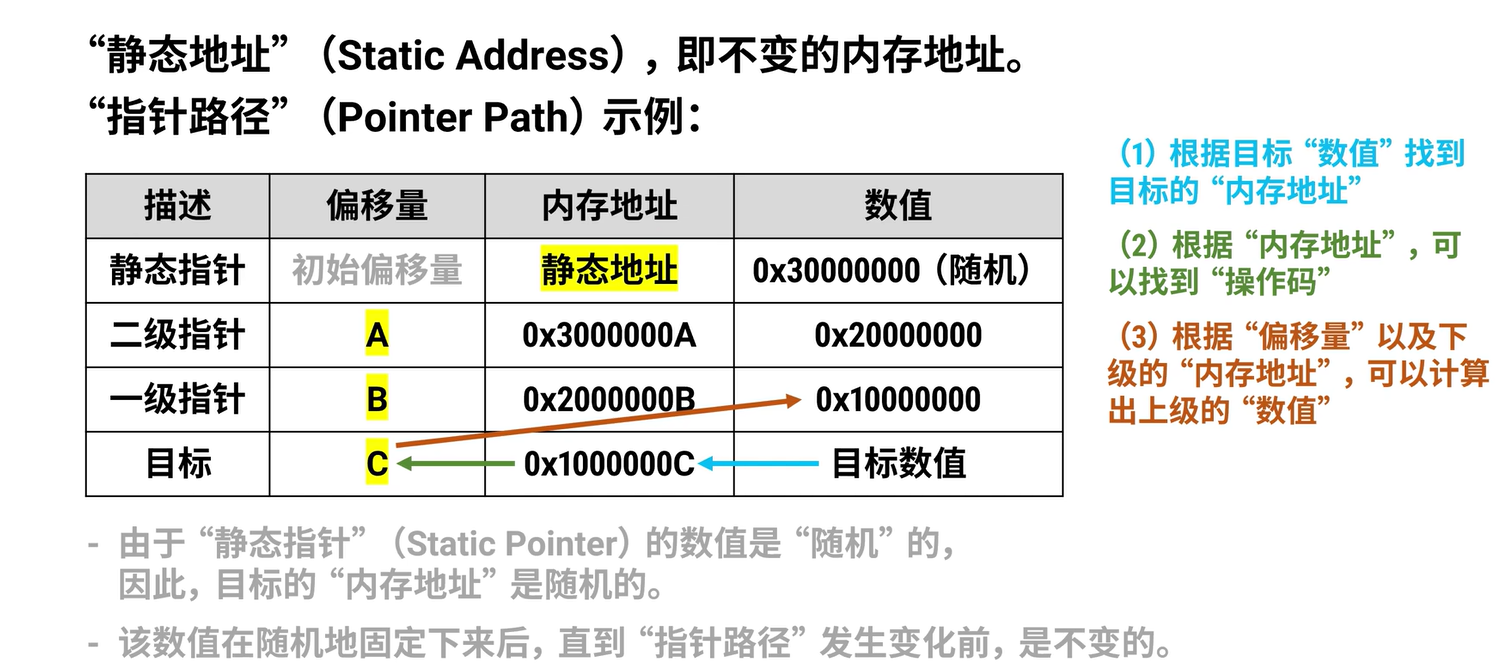 “静态地址”（Static Address），即不变的内存地址。
“指针路径”（Pointer Path）示例：
描述 偏移量 内存地址 数值
静态指针 初始偏移量 静态地址 0x30000000（随机）
二级指针 A 0x3000000A 0x20000000
一级指针 B 0x2000000B 0x10000000
目标 C 0x1000000C 目标数值
（1）根据目标“数值”找到
目标的“内存地址”
（2）根据“内存地址”，可
以找到“操作码”
（3）根据“偏移量”以及下
级的“内存地址”，可以计算
出上级的“数值”
- 由于“静态指针”（Static Pointer）的数值是“随机”的，
因此，目标的“内存地址”是随机的。
- 该数值在随机地固定下来后，直到“指针路径”发生变化前，是不变的。